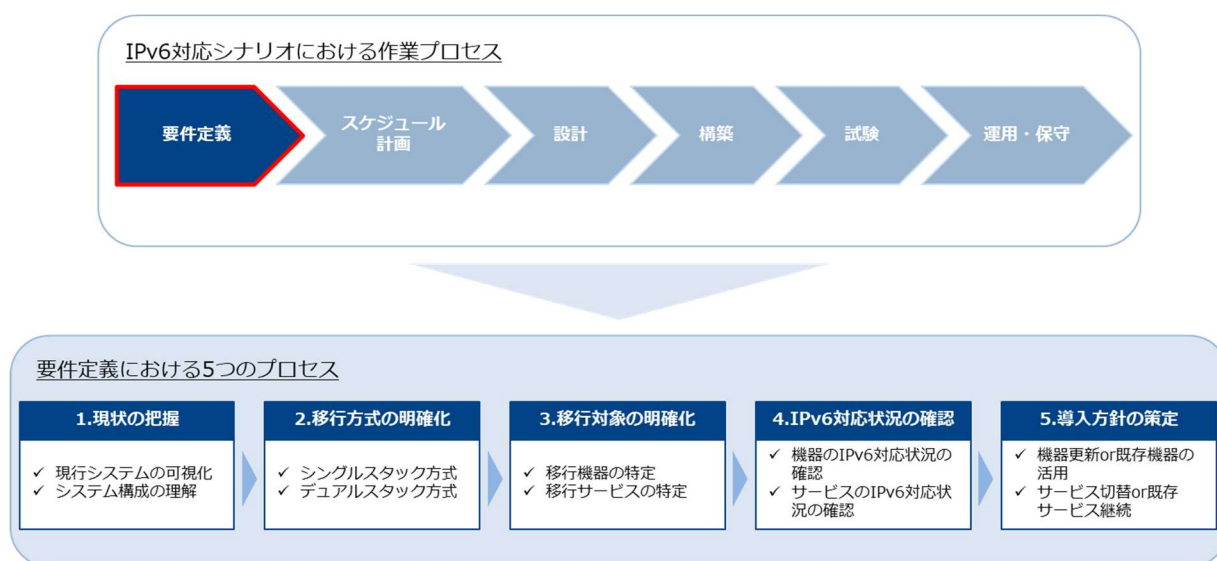 IPv6対応シナリオにおける作業プロセス
要件定義
スケジュール
計画
設計
構築
試験
運用・保守
要件定義における5つのプロセス
1.現状の把握
✓ 現行システムの可視化
✓ システム構成の理解
2.移行方式の明確化
✓ シングルスタック方式
✓ デュアルスタック方式
3.移行対象の明確化
✓ 移行機器の特定
✓ 移行サービスの特定
4.IPv6対応状況の確認
✓ 機器のIPv6対応状況の
確認
✓ サービスのIPv6対応状
況の確認
5.導入方針の策定
✓ 機器更新or既存機器の
活用
✓ サービス切替or既存
サービス継続